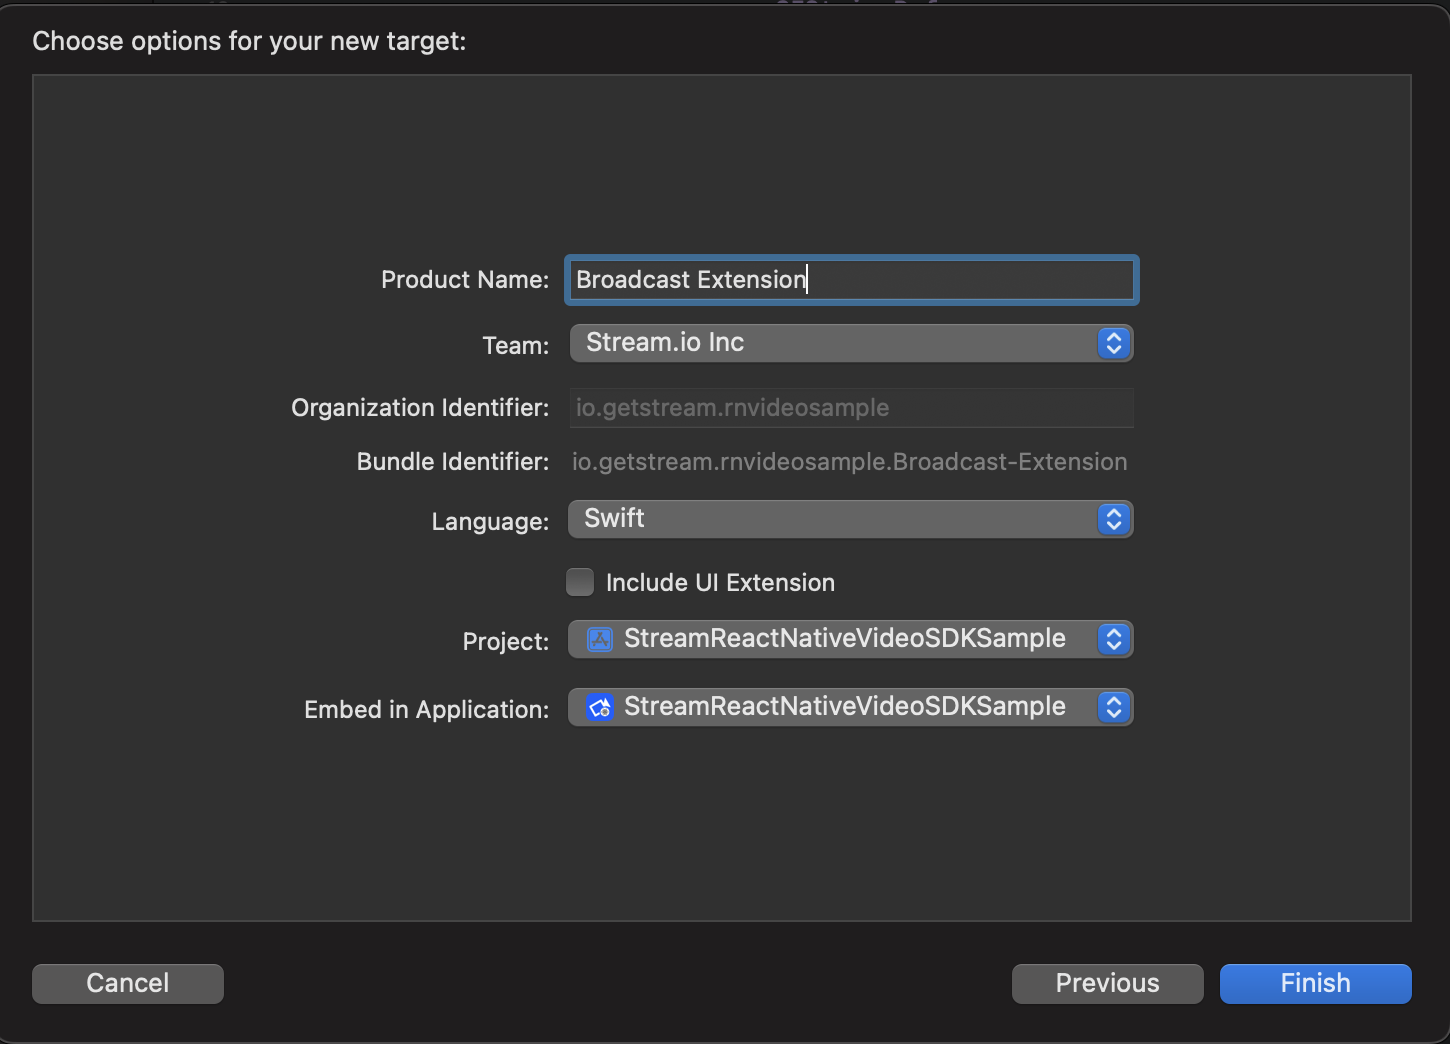 Choose options for your new target:
Product Name: Broadcast Extension
Team: Stream.io Inc
Organization Identifier: io.getstream.rnvideosample
Bundle Identifier: io.getstream.rnvideosample.Broadcast-Extension
Language: Swift
Include UI Extension
Project: StreamReactNativeVideoSDKSample
Embed in Application: StreamReactNativeVideoSDKSample
Cancel Previous Finish